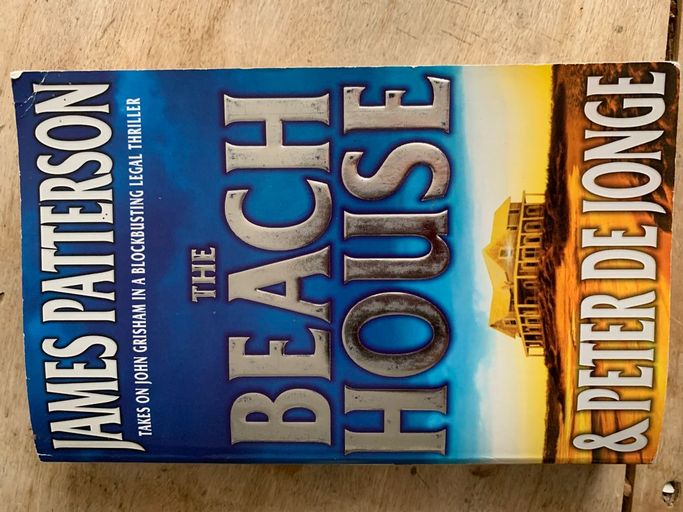 JAMES PATTERSON
TAKES ON JOHN GRISHAM IN A BLOCKBUSTING LEGAL THRILLER
THE
BEACH
HOUSE
& PETER DE JONGE